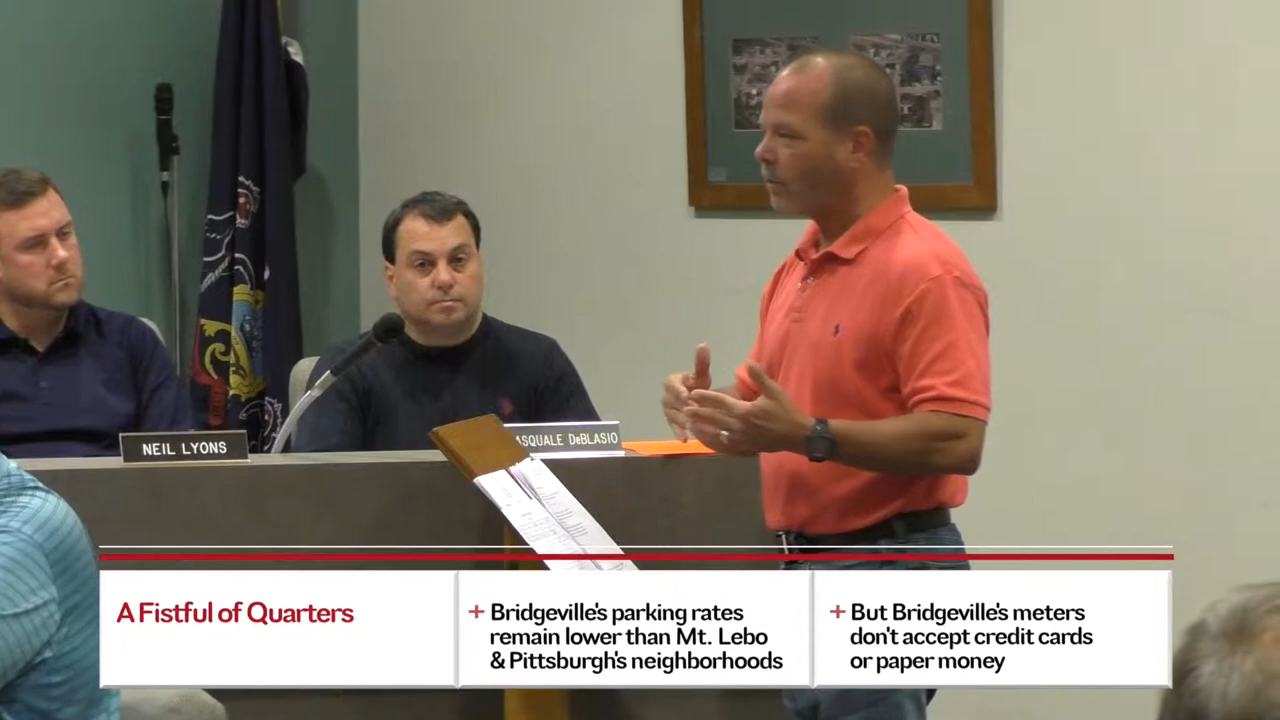 NEIL LYONS
ASQUALE DeBLASIO
A Fistful of Quarters
+ Bridgeville's parking rates
remain lower than Mt. Lebo
& Pittsburgh's neighborhoods
+ But Bridgeville's meters
don't accept credit cards
or paper money